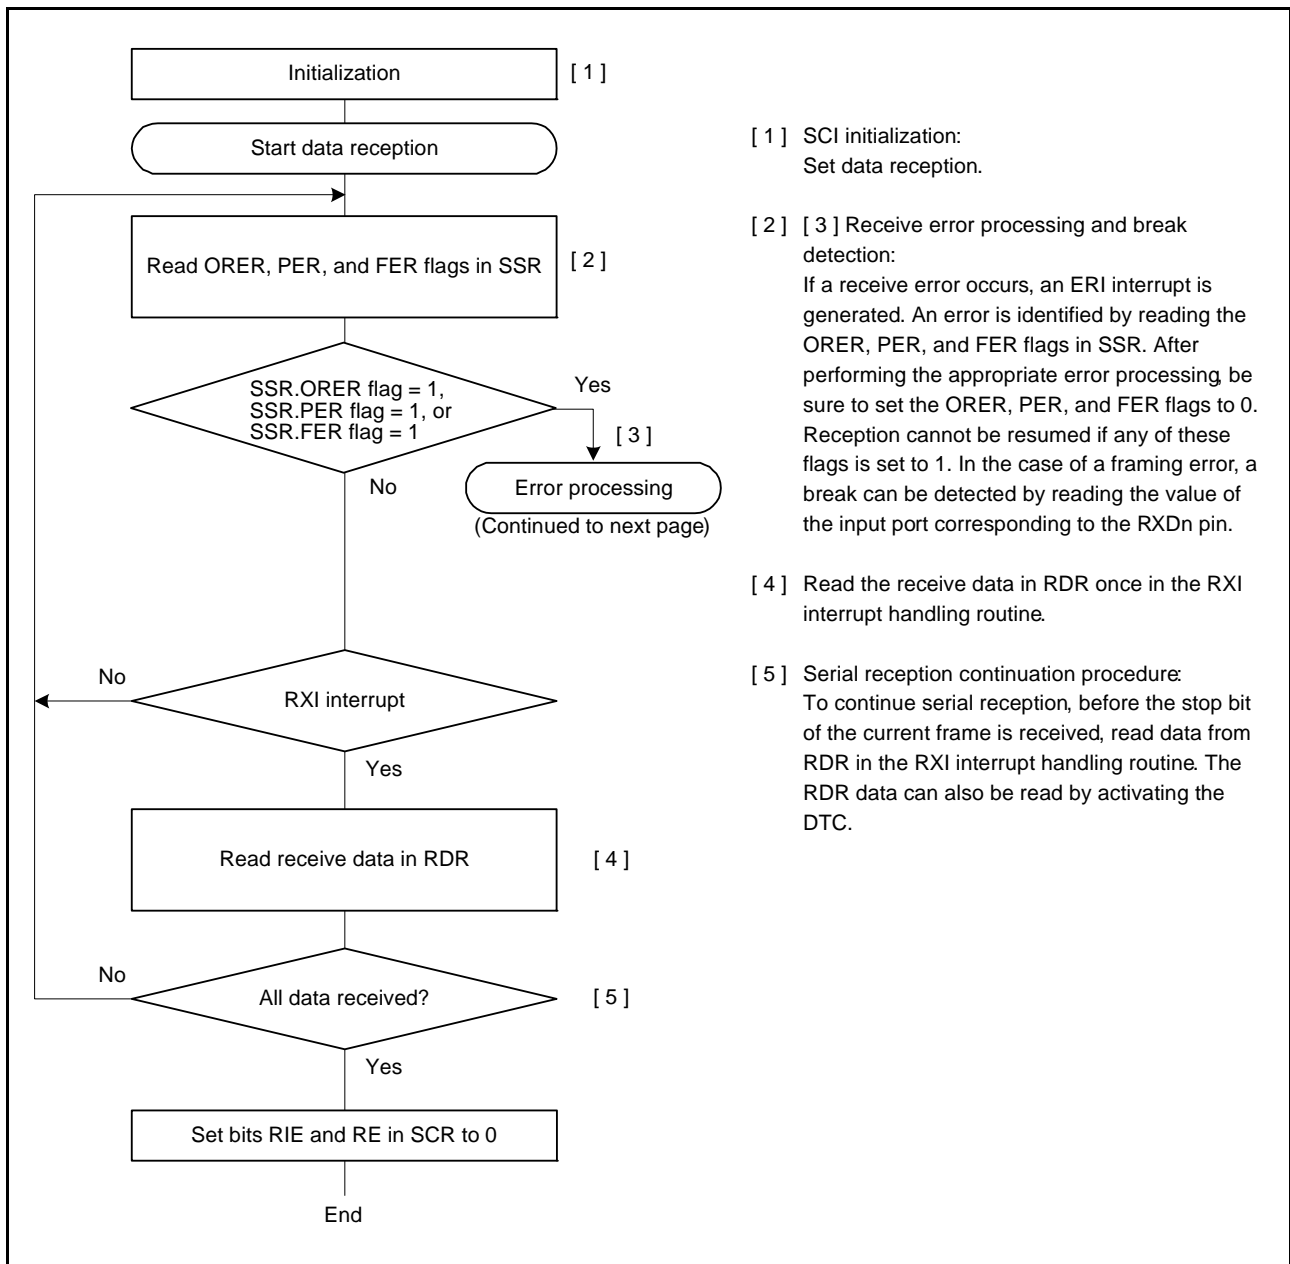 Initialization
[ 1 ]
Start data reception
Read ORER, PER, and FER flags in SSR
[ 2 ]
SSR.ORER flag = 1,
SSR.PER flag = 1, or
SSR.FER flag = 1
Yes
[ 3 ]
No
Error processing
(Continued to next page)
No
RXI interrupt
Yes
Read receive data in RDR
[ 4 ]
No
All data received?
[ 5 ]
Yes
Set bits RIE and RE in SCR to 0
End
[ 1 ] SCI initialization:
Set data reception.
[ 2 ] [ 3 ] Receive error processing and break
detection:
If a receive error occurs, an ERI interrupt is
generated. An error is identified by reading the
ORER, PER, and FER flags in SSR. After
performing the appropriate error processing, be
sure to set the ORER, PER, and FER flags to 0.
Reception cannot be resumed if any of these
flags is set to 1. In the case of a framing error, a
break can be detected by reading the value of
the input port corresponding to the RXDn pin.
[ 4 ] Read the receive data in RDR once in the RXI
interrupt handling routine.
[ 5 ] Serial reception continuation procedure:
To continue serial reception, before the stop bit
of the current frame is received, read data from
RDR in the RXI interrupt handling routine. The
RDR data can also be read by activating the
DTC.